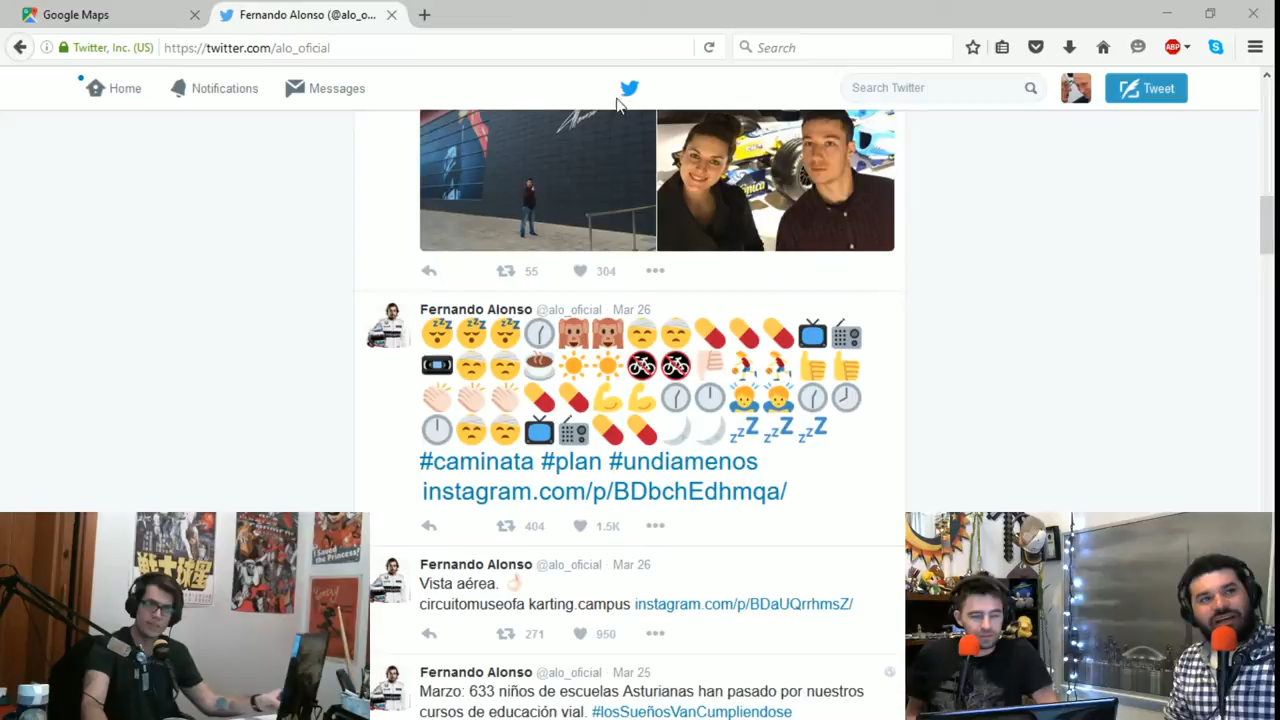 Google Maps
Fernando Alonso (@alo_o...
Twitter, Inc. (US)
https://twitter.com/alo_oficial
Search
ABP
Home
Notifications
Messages
Search Twitter
Tweet
55
304
Fernando Alonso @alo_oficial · Mar 26
#caminata #plan #undiamenos
instagram.com/p/BDbchEdhmqa/
404
1.5K
Fernando Alonso @alo_oficial · Mar 26
Vista aérea. 👌🏻
circuitomuseofa karting.campus instagram.com/p/BDaUQrrhmsZ/
271
950
Fernando Alonso @alo_oficial · Mar 25
Marzo: 633 niños de escuelas Asturianas han pasado por nuestros
cursos de educación vial. #losSueñosVanCumpliendose